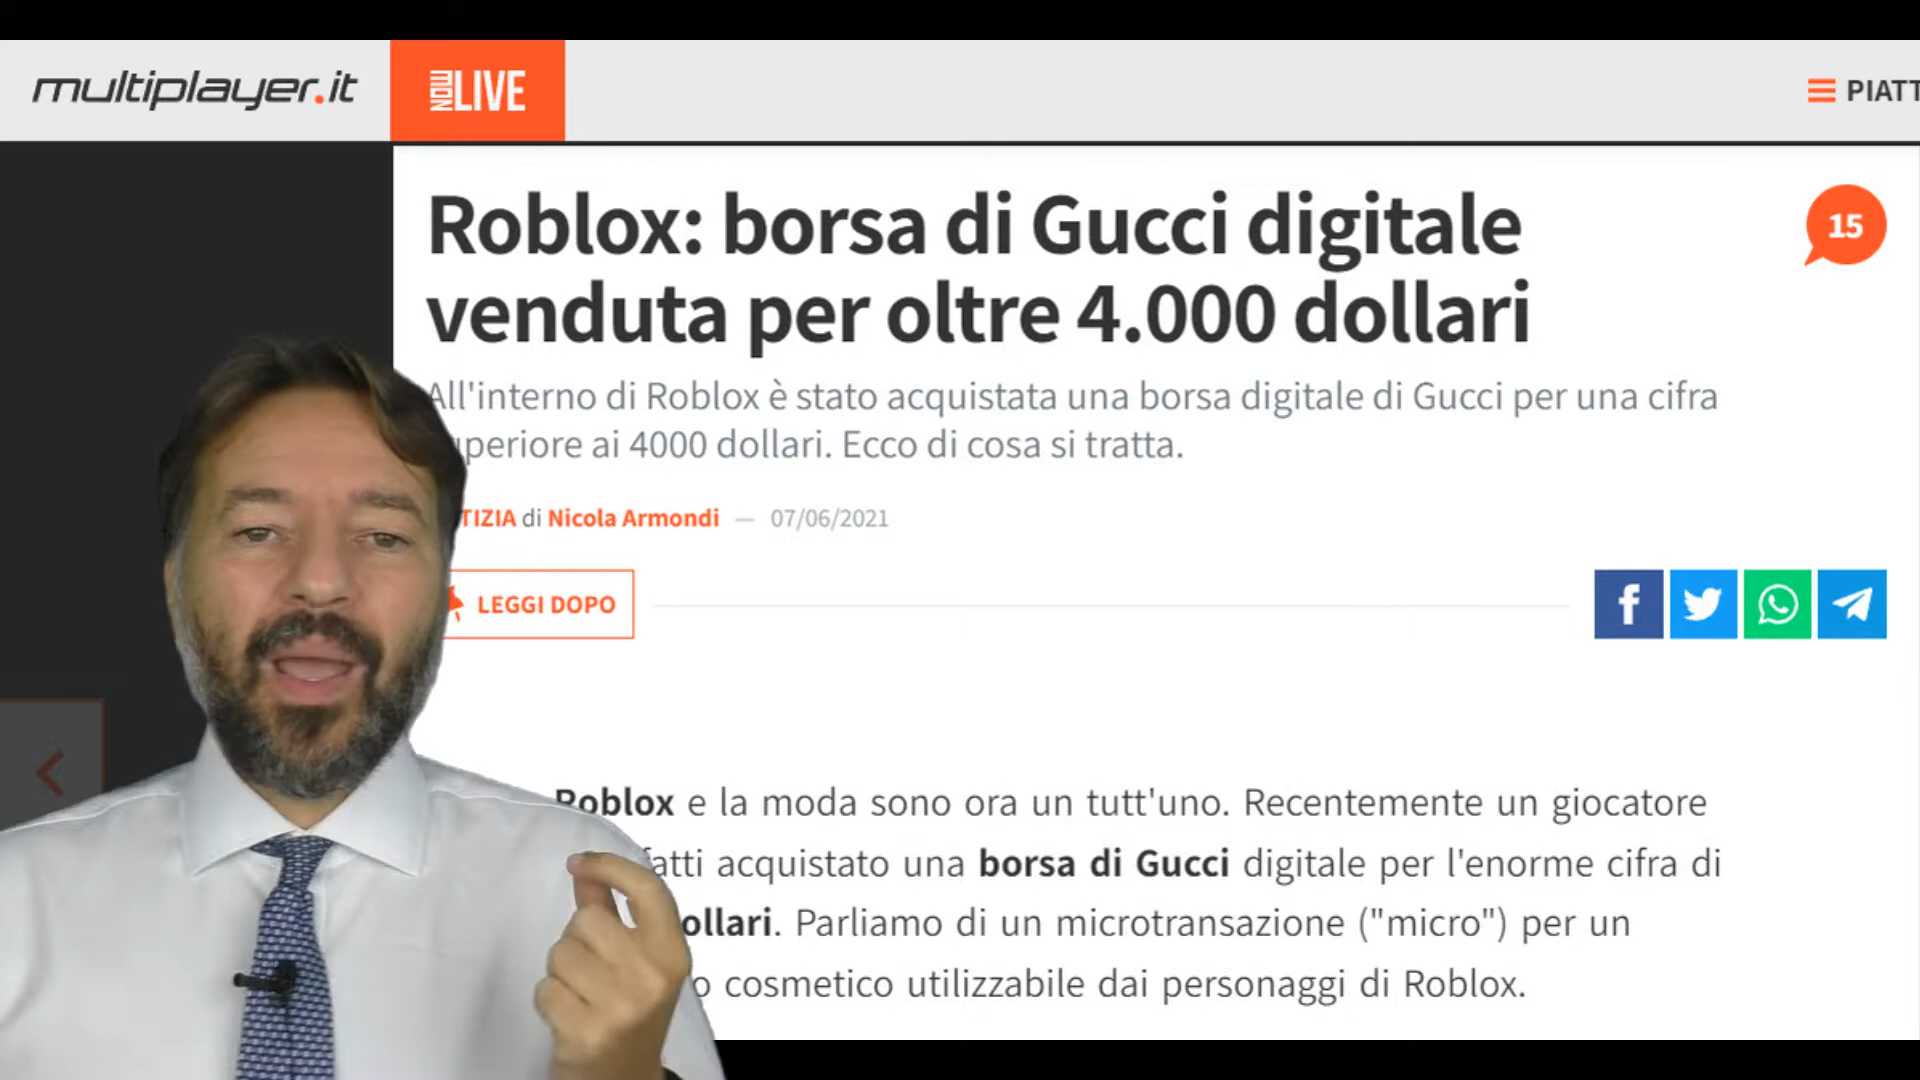 multiplayer.it
NOW LIVE
PIATT
Roblox: borsa di Gucci digitale
venduta per oltre 4.000 dollari
15
All'interno di Roblox è stato acquistata una borsa digitale di Gucci per una cifra
periore ai 4000 dollari. Ecco di cosa si tratta.
TIZIA di Nicola Armondi — 07/06/2021
LEGGI DOPO
Roblox e la moda sono ora un tutt'uno. Recentemente un giocatore
fatti acquistato una borsa di Gucci digitale per l'enorme cifra di
ollari. Parliamo di un microtransazione ("micro") per un
o cosmetico utilizzabile dai personaggi di Roblox.